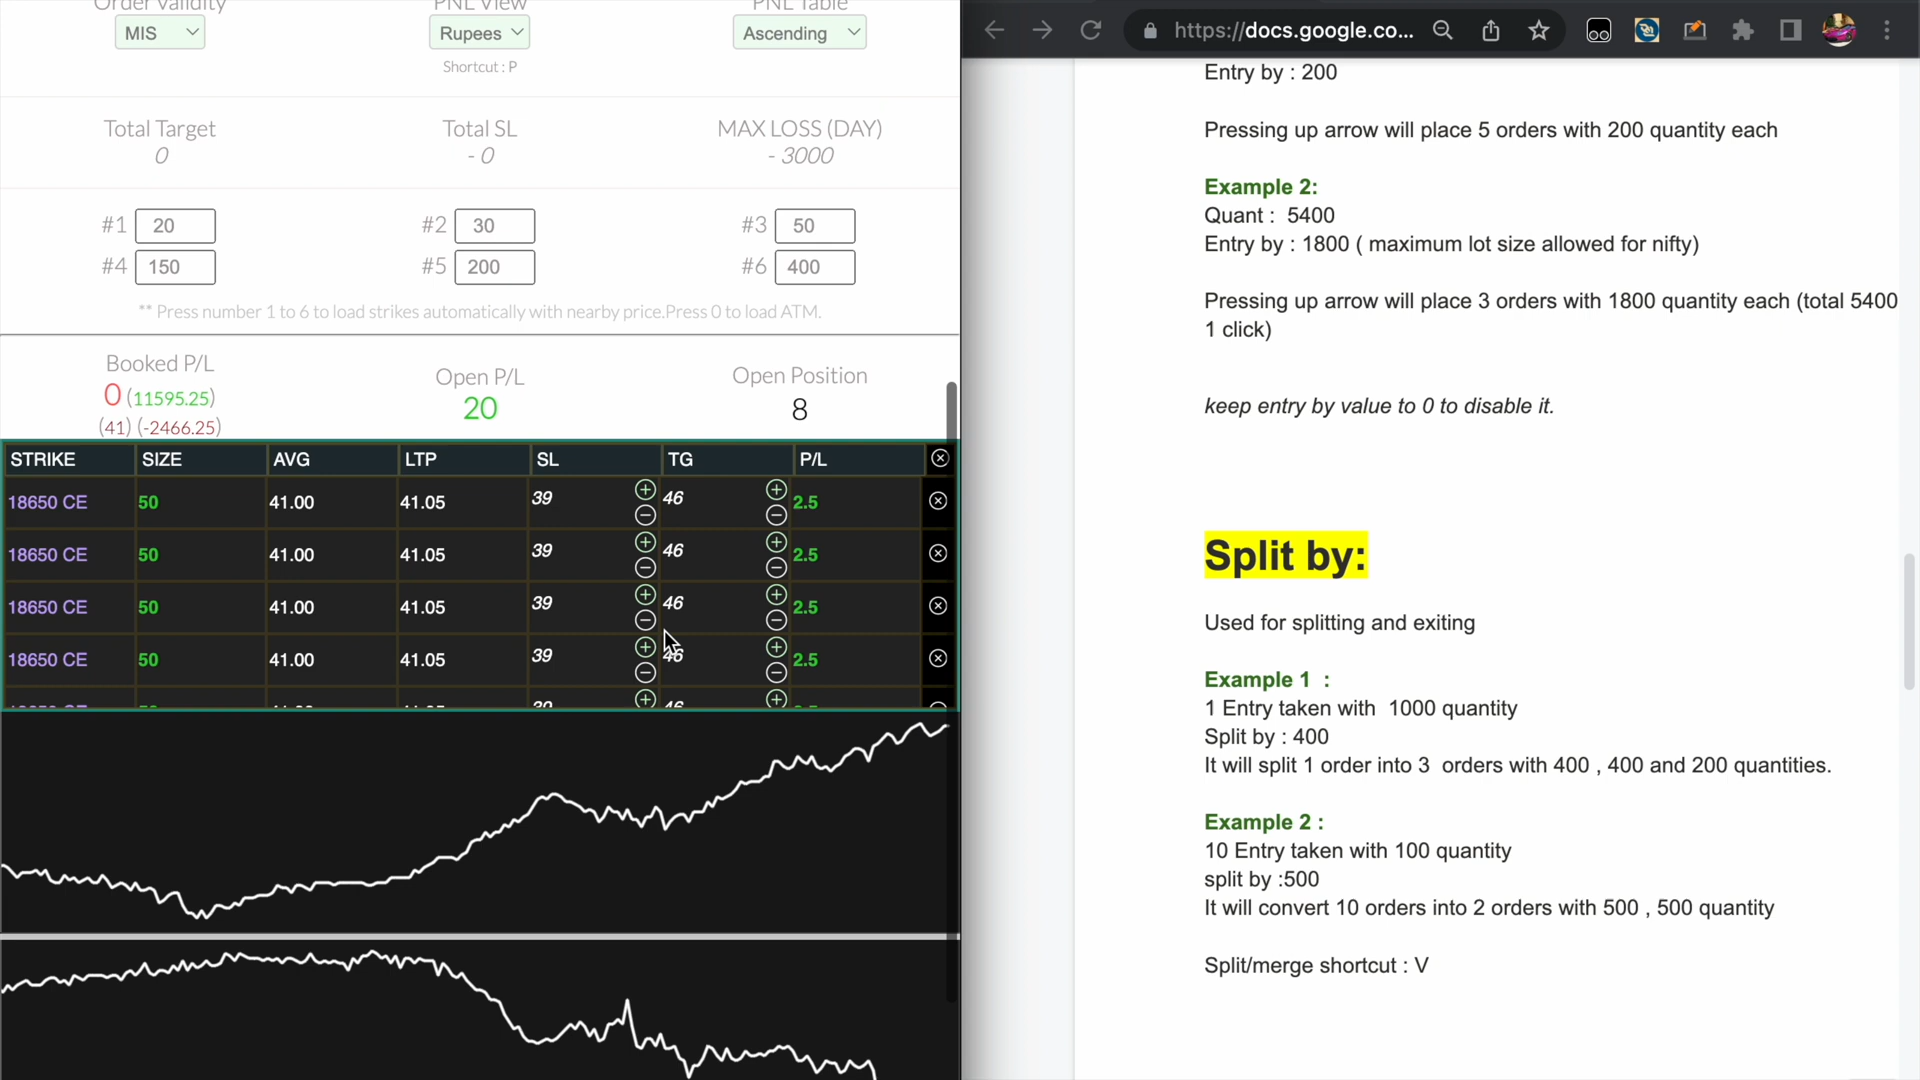 Order Validity
PNL View
PNL Table
MIS
Rupees
Ascending
Shortcut : P
Total Target
Total SL
MAX LOSS (DAY)
0
- 0
- 3000
#1 20
#2 30
#3 50
#4 150
#5 200
#6 400
** Press number 1 to 6 to load strikes automatically with nearby price.Press 0 to load ATM.
Booked P/L
Open P/L
Open Position
0 (11595.25)
20
8
(41) (-2466.25)
STRIKE SIZE AVG LTP SL TG P/L
18650 CE 50 41.00 41.05 39 46 2.5
18650 CE 50 41.00 41.05 39 46 2.5
18650 CE 50 41.00 41.05 39 46 2.5
18650 CE 50 41.00 41.05 39 46 2.5
https://docs.google.co...
Entry by : 200
Pressing up arrow will place 5 orders with 200 quantity each
Example 2:
Quant : 5400
Entry by : 1800 ( maximum lot size allowed for nifty)
Pressing up arrow will place 3 orders with 1800 quantity each (total 5400
1 click)
keep entry by value to 0 to disable it.
Split by:
Used for splitting and exiting
Example 1 :
1 Entry taken with 1000 quantity
Split by : 400
It will split 1 order into 3 orders with 400 , 400 and 200 quantities.
Example 2 :
10 Entry taken with 100 quantity
split by :500
It will convert 10 orders into 2 orders with 500 , 500 quantity
Split/merge shortcut : V